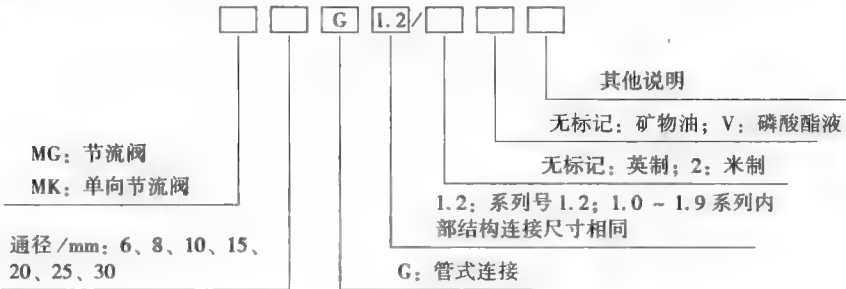 G 1.2/
其他说明
无标记：矿物油；V：磷酸酯液
MG：节流阀
无标记：英制；2：米制
MK：单向节流阀
1.2：系列号 1.2；1.0 ~ 1.9 系列内
部结构连接尺寸相同
通径/mm：6、8、10、15、
20、25、30
G：管式连接